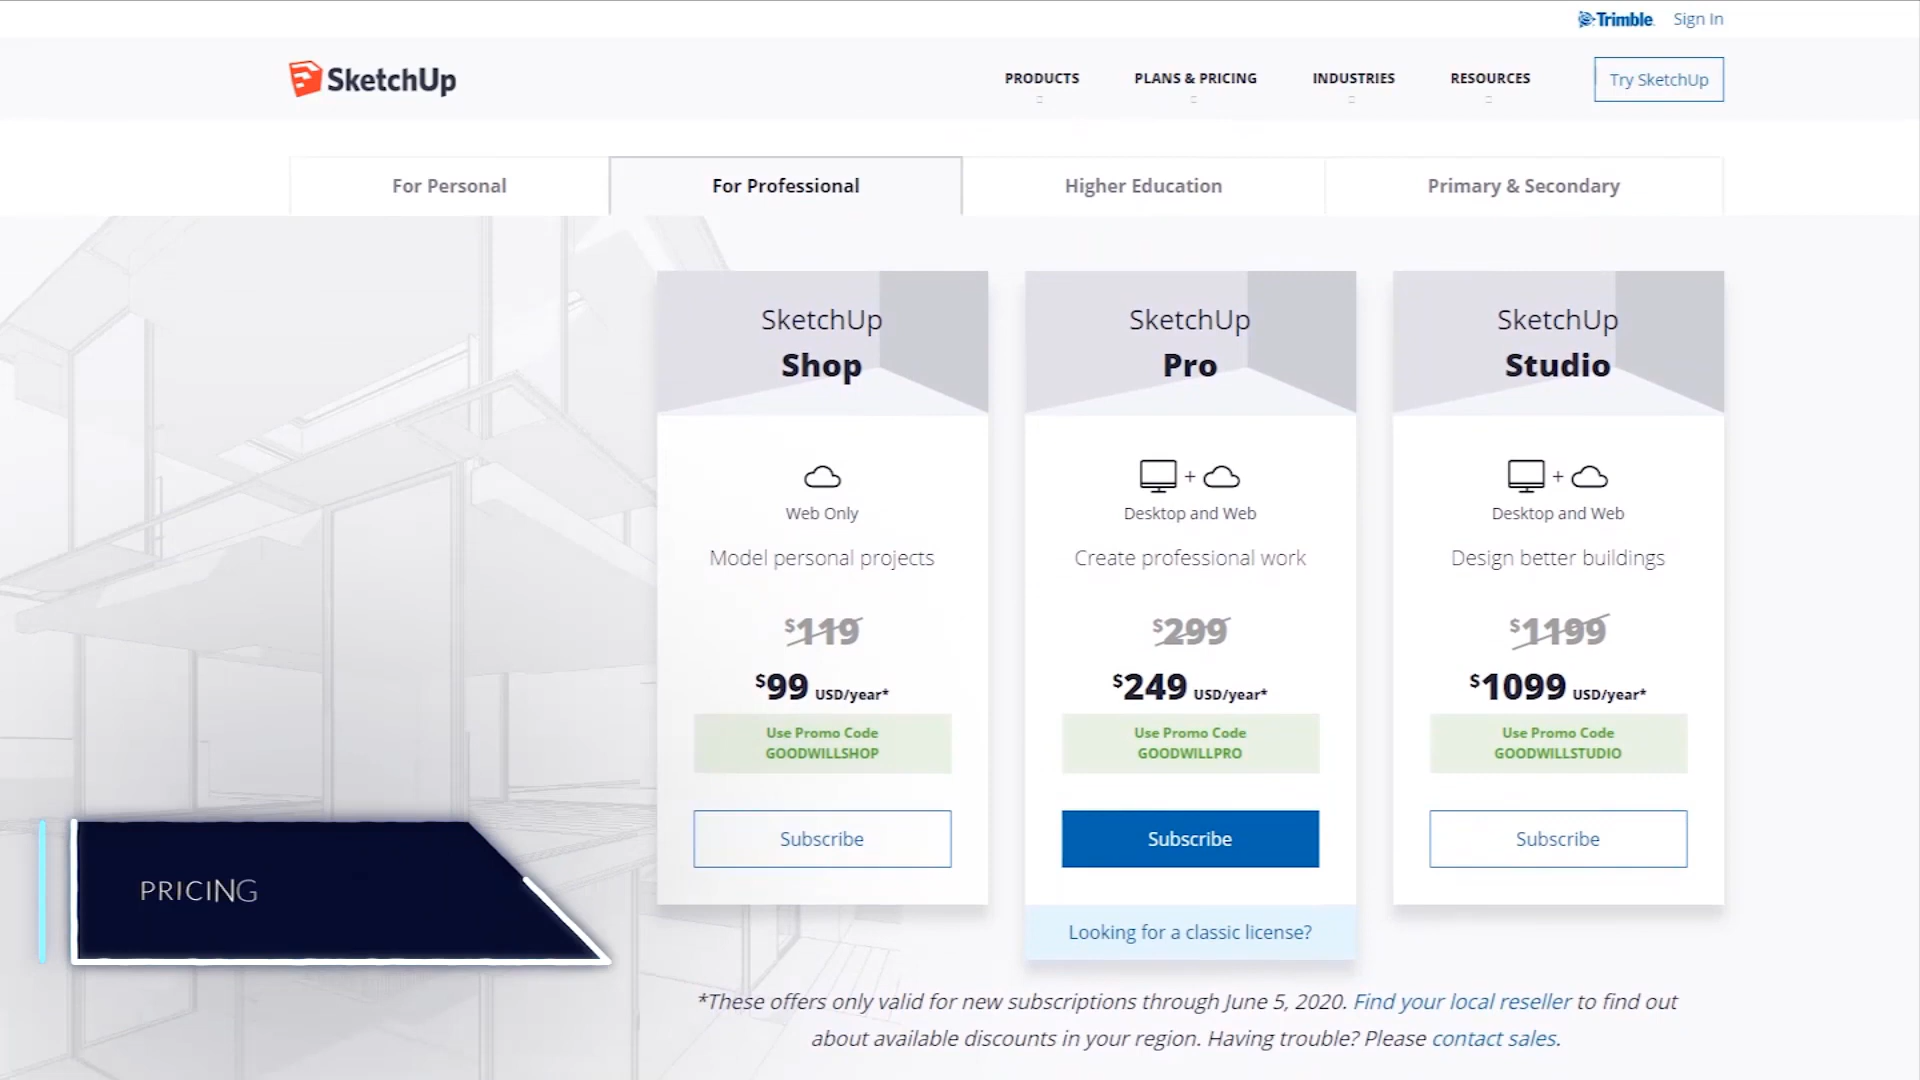 Trimble
Sign In
SketchUp
PRODUCTS
PLANS & PRICING
INDUSTRIES
RESOURCES
Try SketchUp
For Personal
For Professional
Higher Education
Primary & Secondary
SketchUp
Shop
Web Only
Model personal projects
$119
$99 USD/year*
Use Promo Code
GOODWILLSHOP
Subscribe
SketchUp
Pro
+
Desktop and Web
Create professional work
$299
$249 USD/year*
Use Promo Code
GOODWILLPRO
Subscribe
Looking for a classic license?
SketchUp
Studio
+
Desktop and Web
Design better buildings
$1199
$1099 USD/year*
Use Promo Code
GOODWILLSTUDIO
Subscribe
PRICING
*These offers only valid for new subscriptions through June 5, 2020. Find your local reseller to find out
about available discounts in your region. Having trouble? Please contact sales.